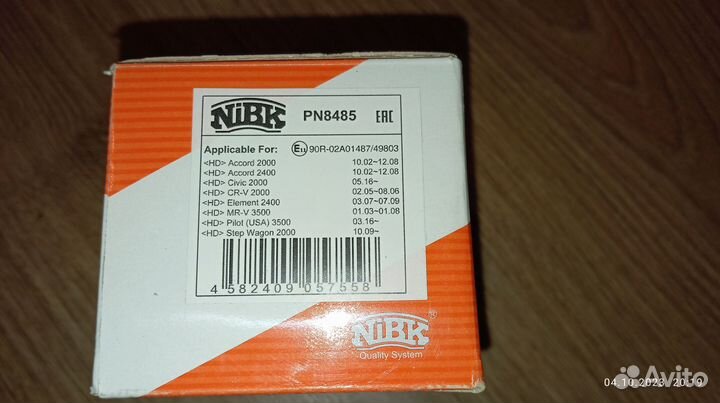 NiBK PN8485 EAC
Applicable For: E11 90R-02A01487/49803
<HD> Accord 2000 10.02~12.08
<HD> Accord 2400 10.02~12.08
<HD> Civic 2000 05.16~
<HD> CR-V 2000 02.05~08.06
<HD> Element 2400 03.07~07.09
<HD> MR-V 3500 01.03~01.08
<HD> Pilot (USA) 3500 03.16~
<HD> Step Wagon 2000 10.09~
4 582409 057558
NiBK®
Quality System
04.10.2023 20:19
Avito